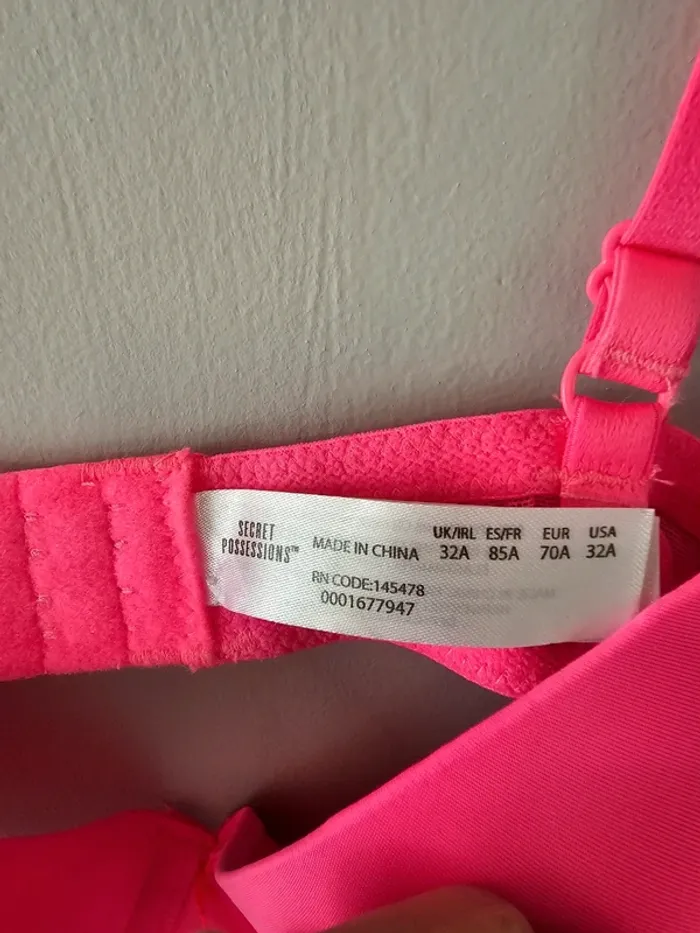 SECRET
POSSESSIONS™
MADE IN CHINA
UK/IRL ES/FR EUR USA
32A 85A 70A 32A
RN CODE:145478
0001677947